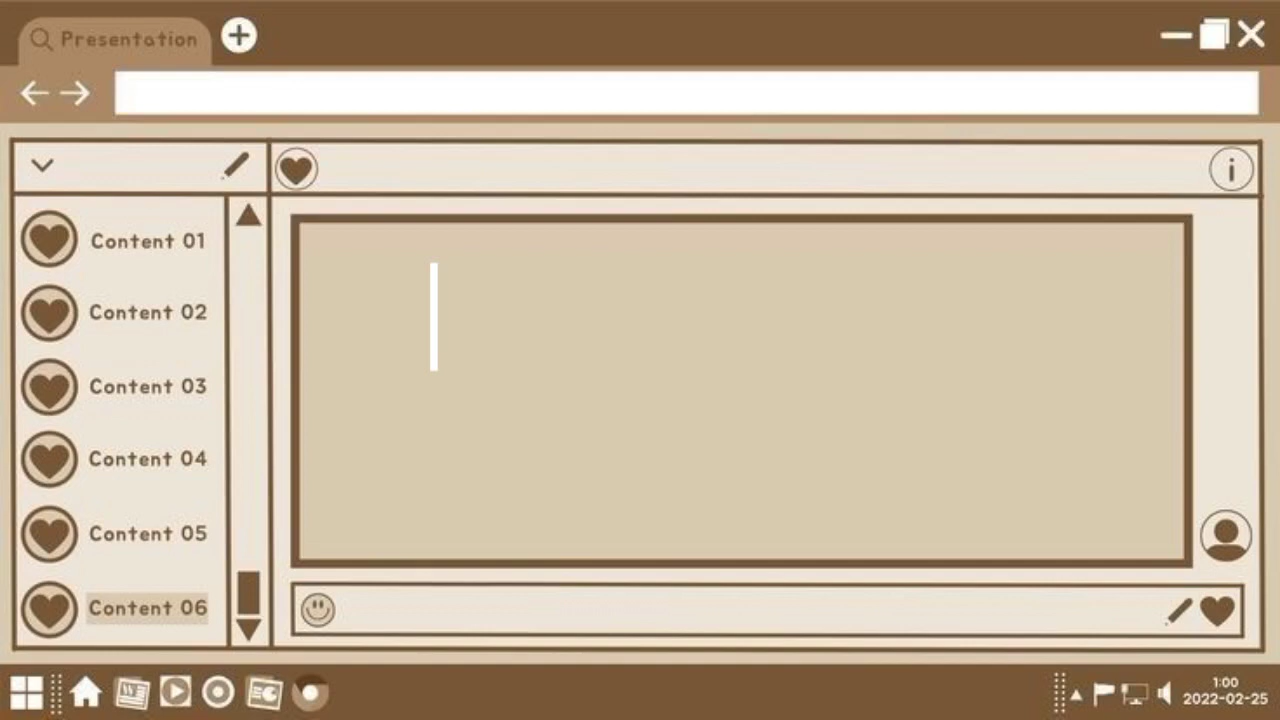 Presentation
Content 01
Content 02
Content 03
Content 04
Content 05
Content 06
1:00
2022-02-25